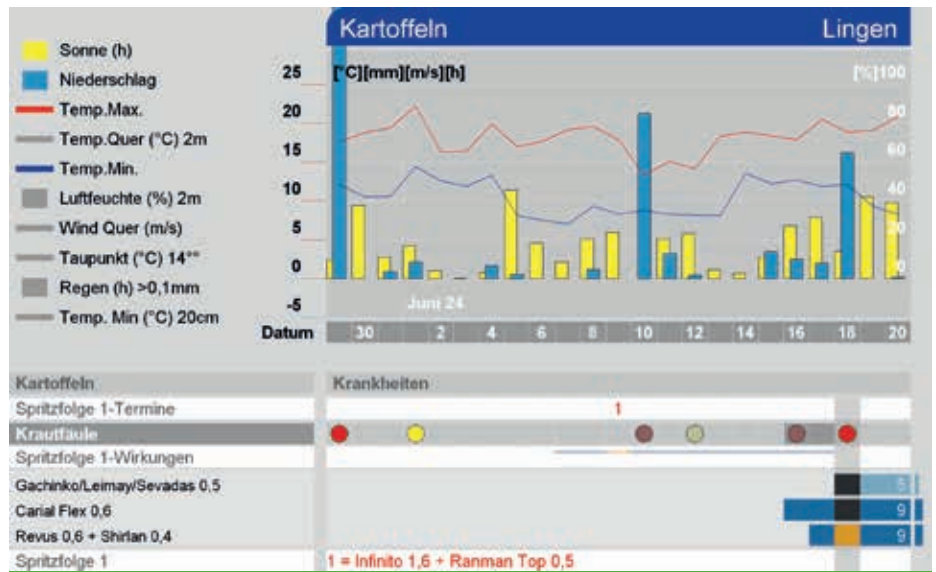 Kartoffeln Lingen
Sonne (h)
Niederschlag
Temp.Max.
Temp.Quer (°C) 2m
Temp.Min.
Luftfeuchte (%) 2m
Wind Quer (m/s)
Taupunkt (°C) 14°°
Regen (h) >0,1mm
Temp. Min (°C) 20cm
25
20
15
10
5
0
-5
[°C][mm][m/s][h]
[%]100
80
60
40
20
0
Juni 24
Datum 30 2 4 6 8 10 12 14 16 18 20
Kartoffeln Krankheiten
Spritzfolge 1-Termine 1
Krautfäule
Spritzfolge 1-Wirkungen
Gachinko/Leimay/Sevadas 0,5 5
Carial Flex 0,6 9
Revus 0,6 + Shirlan 0,4 9
Spritzfolge 1 1 = Infinito 1,6 + Ranman Top 0,5